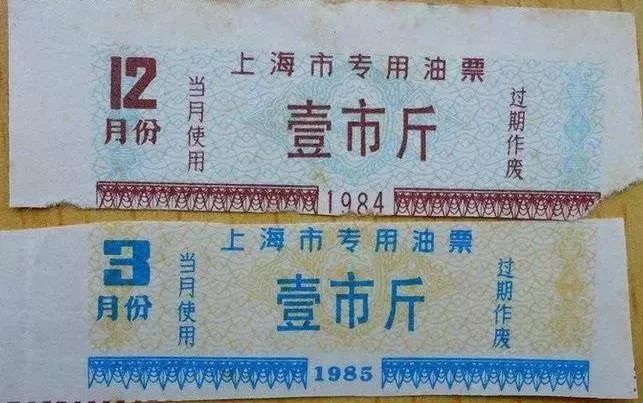 上海市专用油票
12
月份
当月使用
壹市斤
过期作废
1984
上海市专用油票
3
月份
当月使用
壹市斤
过期作废
1985